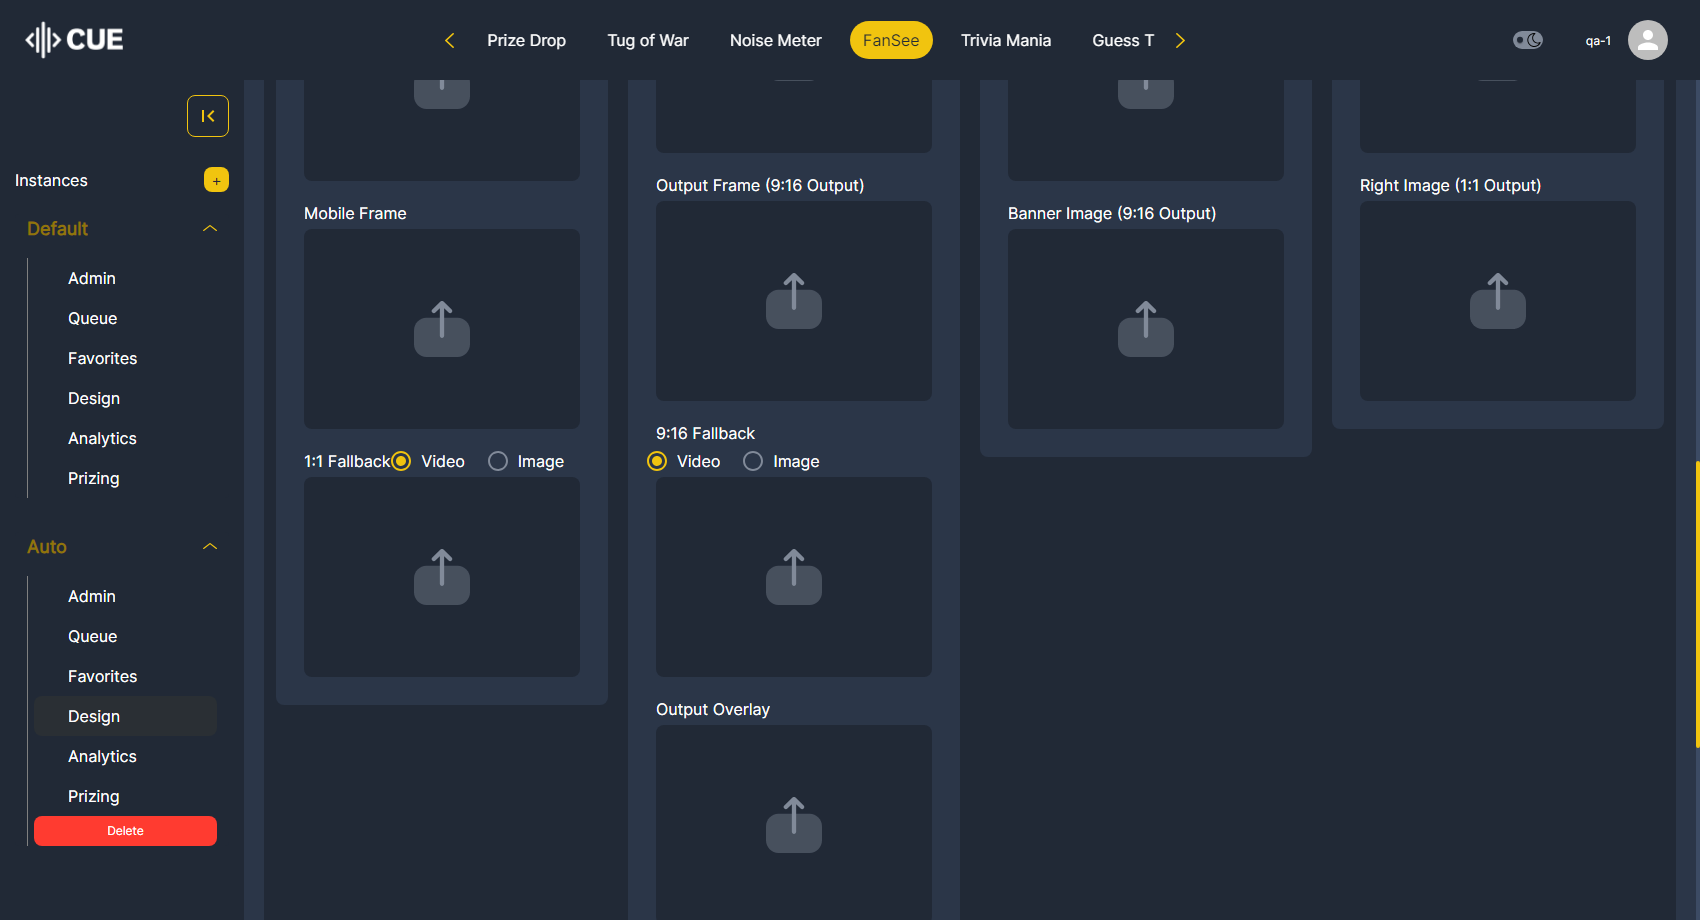 CUE
Prize Drop
Tug of War
Noise Meter
FanSee
Trivia Mania
Guess T
qa-1
Instances
+
Default
Admin
Queue
Favorites
Design
Analytics
Prizing
Auto
Admin
Queue
Favorites
Design
Analytics
Prizing
Delete
Mobile Frame
1:1 Fallback Video Image
Output Frame (9:16 Output)
9:16 Fallback
Video Image
Output Overlay
Banner Image (9:16 Output)
Right Image (1:1 Output)